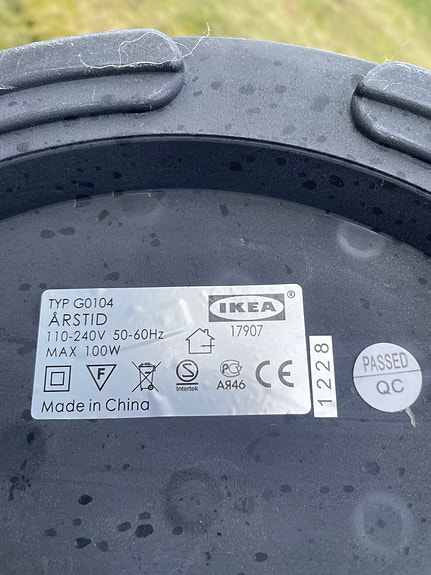 TYP G0104
ÅRSTID
110-240V 50-60Hz
MAX 100W
IKEA®
17907
F
S
Intertek
PG
АЯ46
CE
Made in China
1228
PASSED
QC